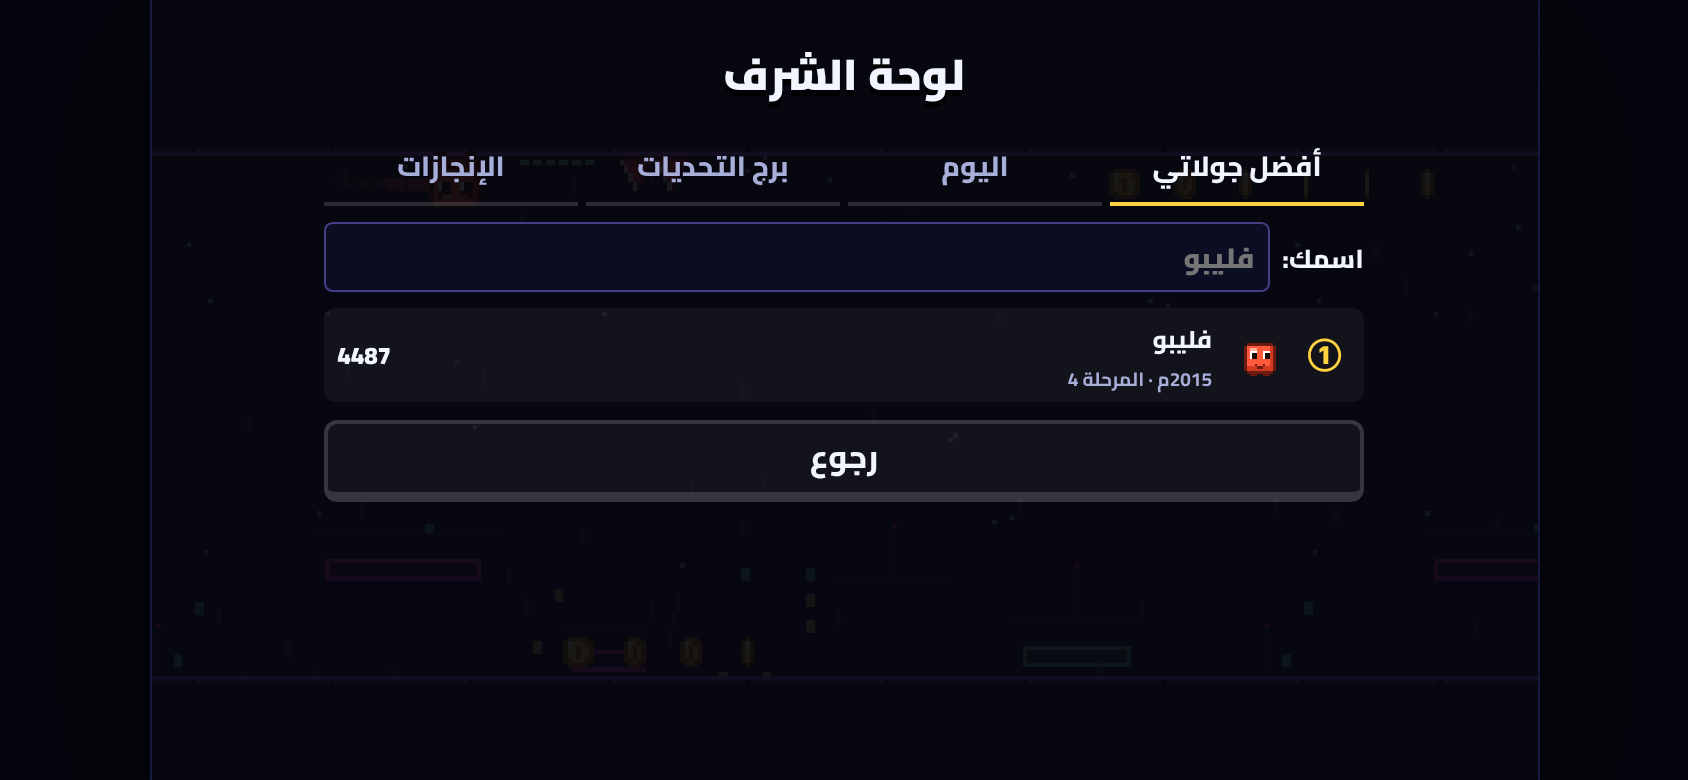 لوحة الشرف
أفضل جولاتي
اليوم
برج التحديات
الإنجازات
اسمك:
فليبو
1
فليبو
2015م · المرحلة 4
4487
رجوع